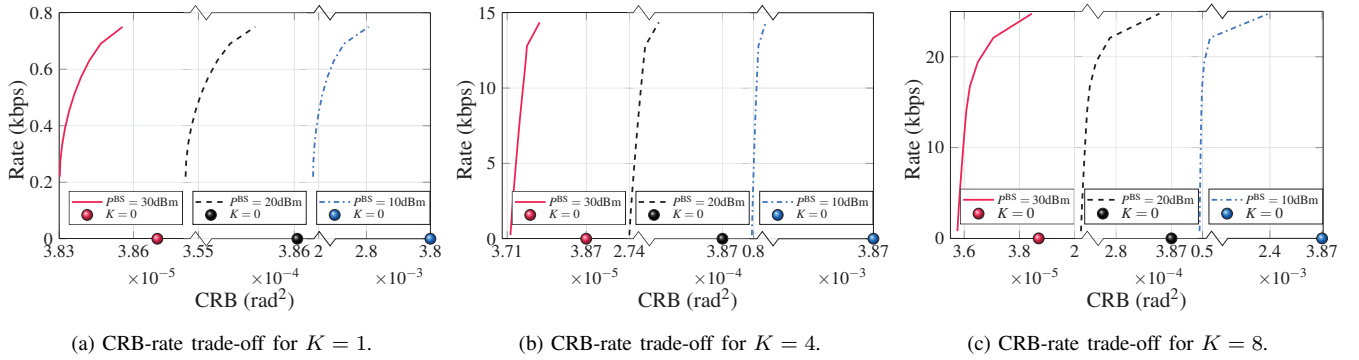 0.8
0.6
0.4
0.2
0
Rate (kbps)
P^BS = 30dBm
K = 0
P^BS = 20dBm
K = 0
P^BS = 10dBm
K = 0
3.83 3.86 3.55 3.86 2 2.8 3.8
×10^−5 ×10^−4 ×10^−3
CRB (rad^2)
(a) CRB-rate trade-off for K = 1.
15
10
5
0
Rate (kbps)
P^BS = 30dBm
K = 0
P^BS = 20dBm
K = 0
P^BS = 10dBm
K = 0
3.71 3.87 2.74 3.87 0.8 3.87
×10^−5 ×10^−4 ×10^−3
CRB (rad^2)
(b) CRB-rate trade-off for K = 4.
20
10
0
Rate (kbps)
P^BS = 30dBm
K = 0
P^BS = 20dBm
K = 0
P^BS = 10dBm
K = 0
3.6 3.8 2 2.8 3.87 0.5 2.4 3.87
×10^−5 ×10^−4 ×10^−3
CRB (rad^2)
(c) CRB-rate trade-off for K = 8.